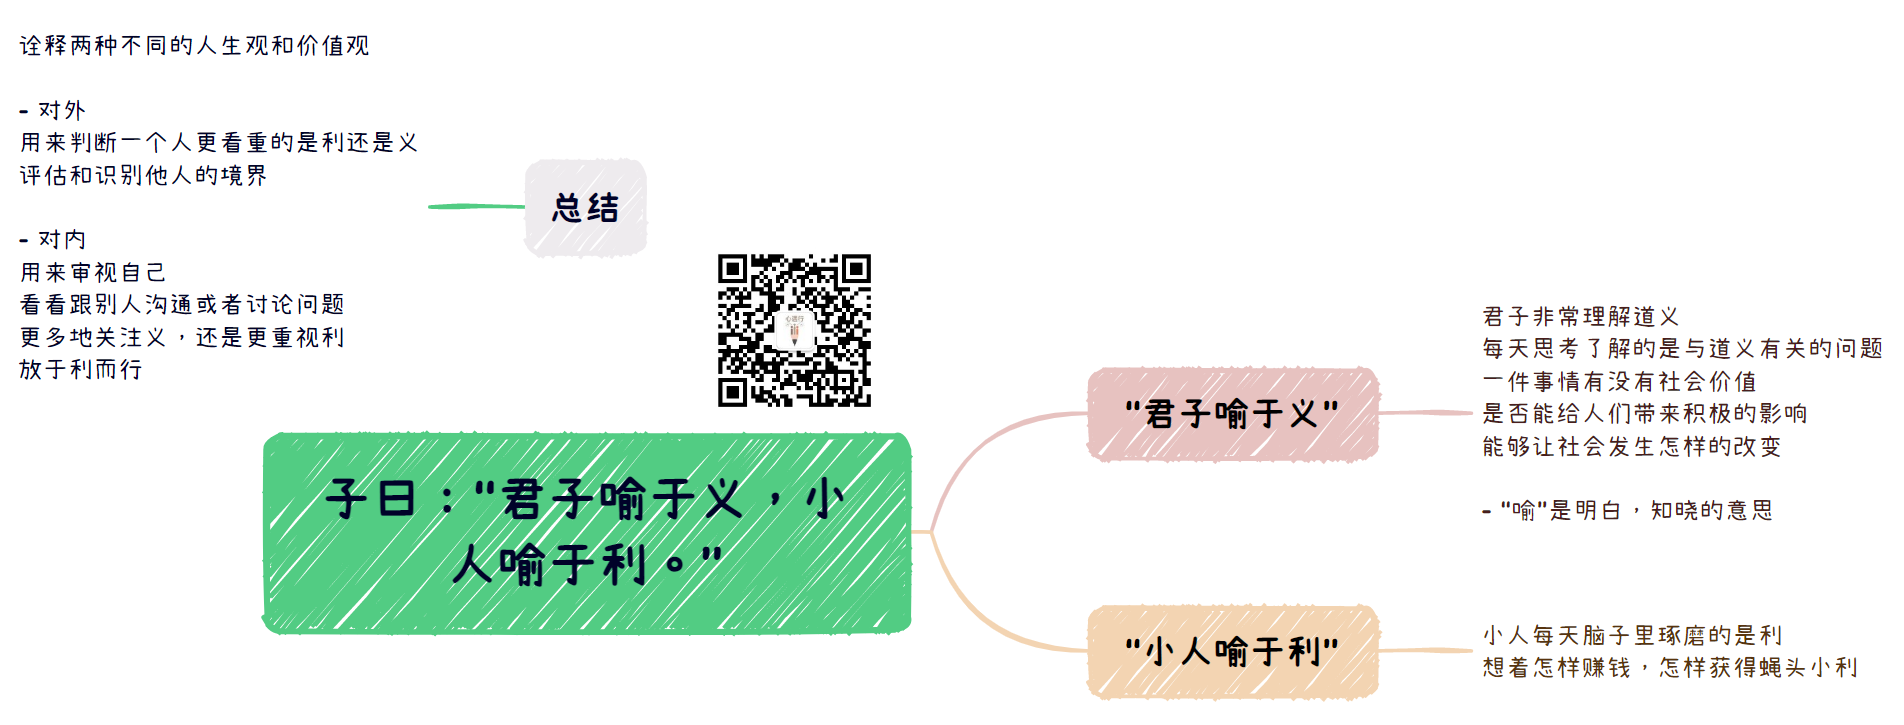 诠释两种不同的人生观和价值观
- 对外
用来判断一个人更看重的是利还是义
评估和识别他人的境界
- 对内
用来审视自己
看看跟别人沟通或者讨论问题
更多地关注义，还是更重视利
放于利而行
总结
子曰："君子喻于义，小
人喻于利。"
"君子喻于义"
君子非常理解道义
每天思考了解的是与道义有关的问题
一件事情有没有社会价值
是否能给人们带来积极的影响
能够让社会发生怎样的改变
- "喻"是明白，知晓的意思
"小人喻于利"
小人每天脑子里琢磨的是利
想着怎样赚钱，怎样获得蝇头小利